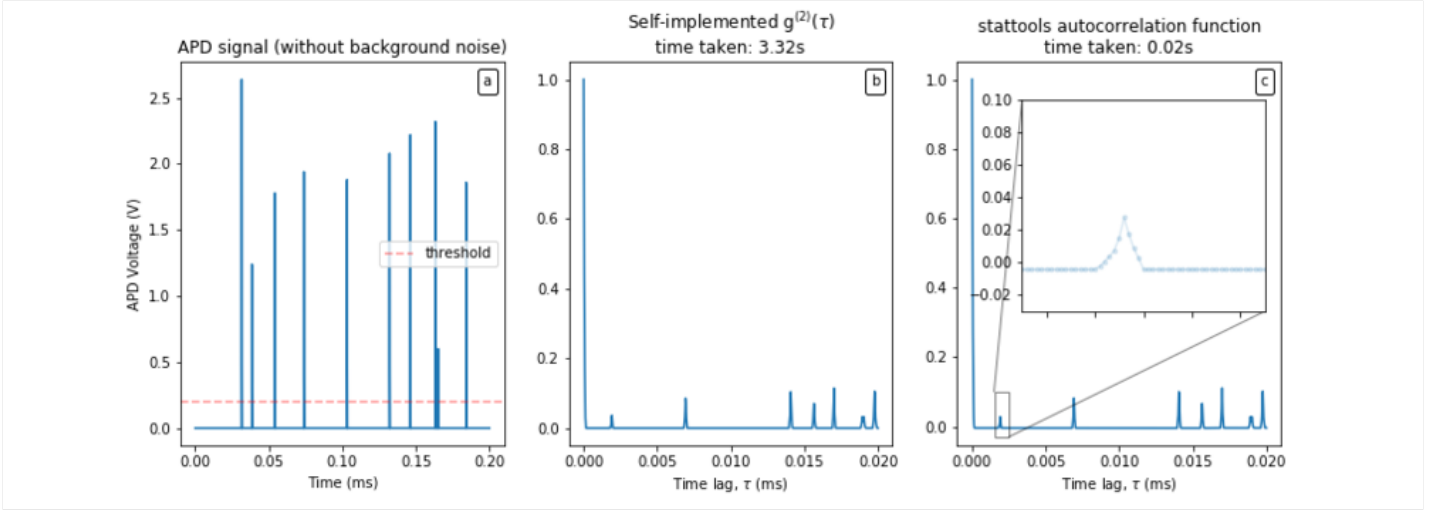 APD signal (without background noise)
a
2.5
2.0
1.5
1.0
0.5
0.0
APD Voltage (V)
threshold
0.00 0.05 0.10 0.15 0.20
Time (ms)
Self-implemented g⁽²⁾(τ)
time taken: 3.32s
b
1.0
0.8
0.6
0.4
0.2
0.0
0.000 0.005 0.010 0.015 0.020
Time lag, τ (ms)
stattools autocorrelation function
time taken: 0.02s
c
1.0
0.8
0.6
0.4
0.2
0.0
0.10
0.08
0.06
0.04
0.02
0.00
−0.02
0.000 0.005 0.010 0.015 0.020
Time lag, τ (ms)